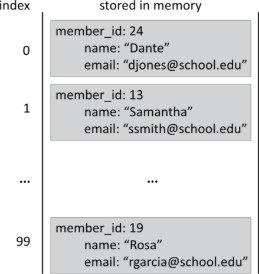 index stored in memory
0
member_id: 24
name: “Dante”
email: “djones@school.edu”
1
member_id: 13
name: “Samantha”
email: “ssmith@school.edu”
... ...
99
member_id: 19
name: “Rosa”
email: “rgarcia@school.edu”